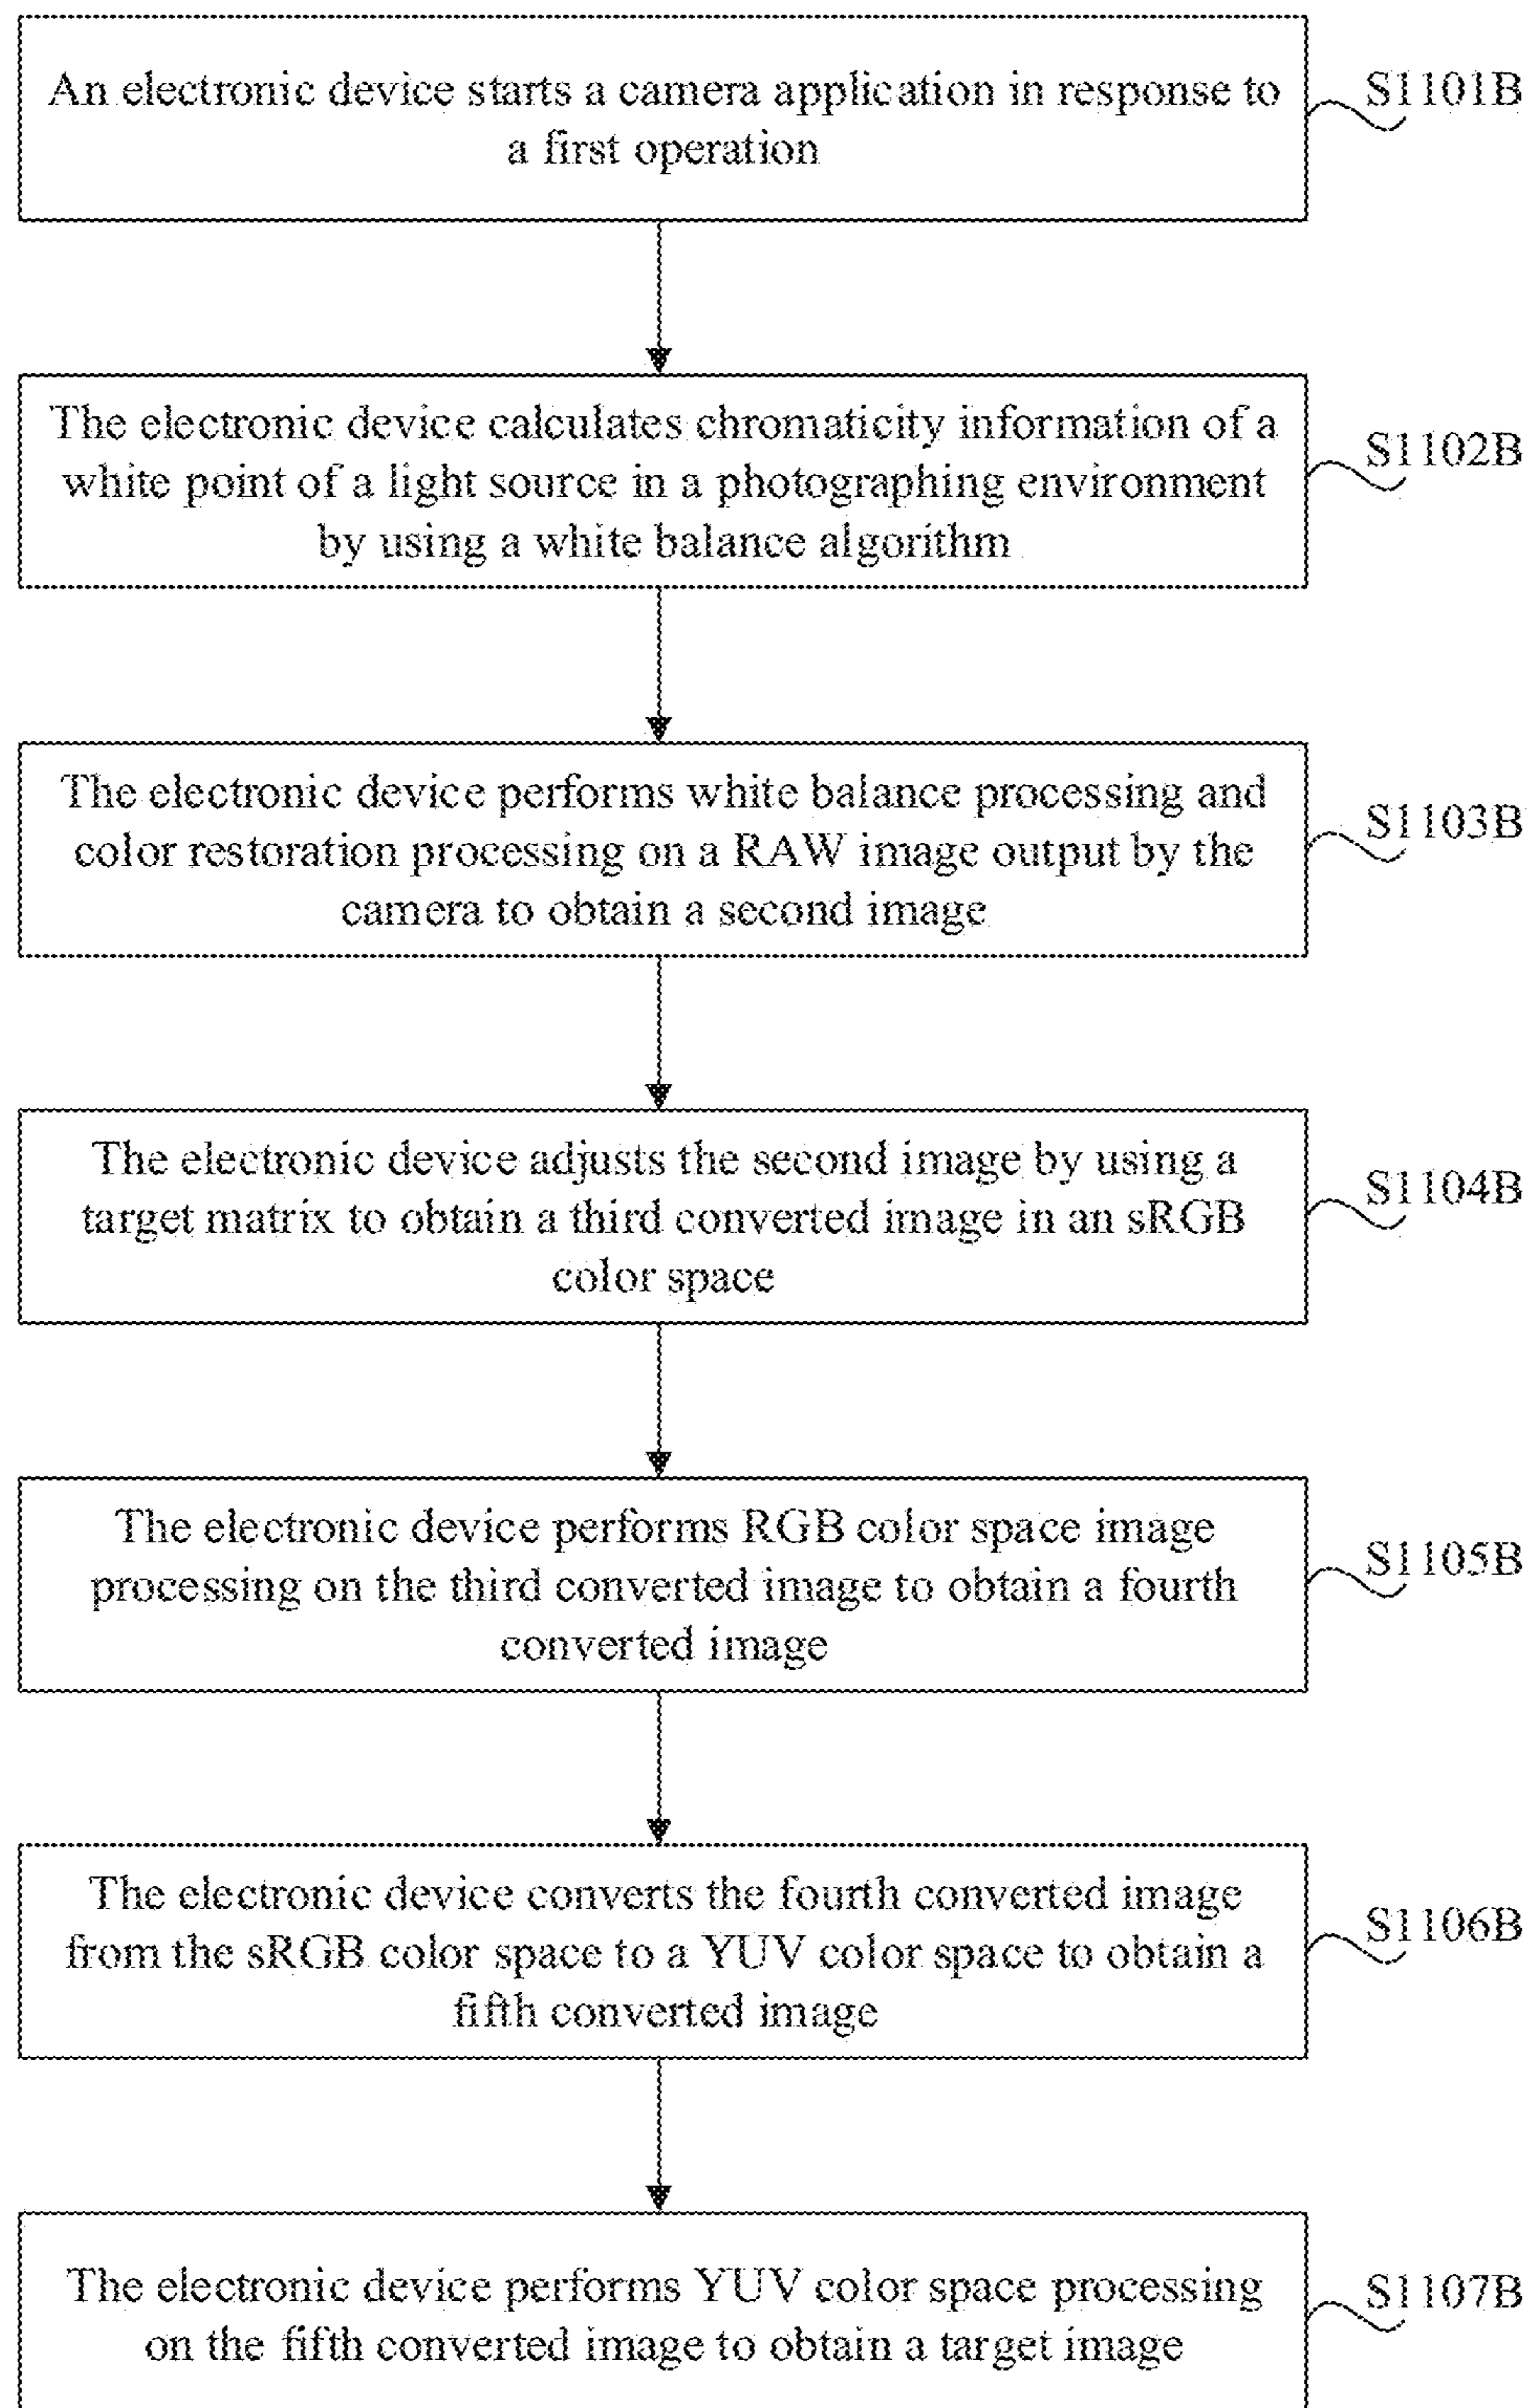 An electronic device starts a camera application in response to
a first operation
S1101B
The electronic device calculates chromaticity information of a
white point of a light source in a photographing environment
by using a white balance algorithm
S1102B
The electronic device performs white balance processing and
color restoration processing on a RAW image output by the
camera to obtain a second image
S1103B
The electronic device adjusts the second image by using a
target matrix to obtain a third converted image in an sRGB
color space
S1104B
The electronic device performs RGB color space image
processing on the third converted image to obtain a fourth
converted image
S1105B
The electronic device converts the fourth converted image
from the sRGB color space to a YUV color space to obtain a
fifth converted image
S1106B
The electronic device performs YUV color space processing
on the fifth converted image to obtain a target image
S1107B